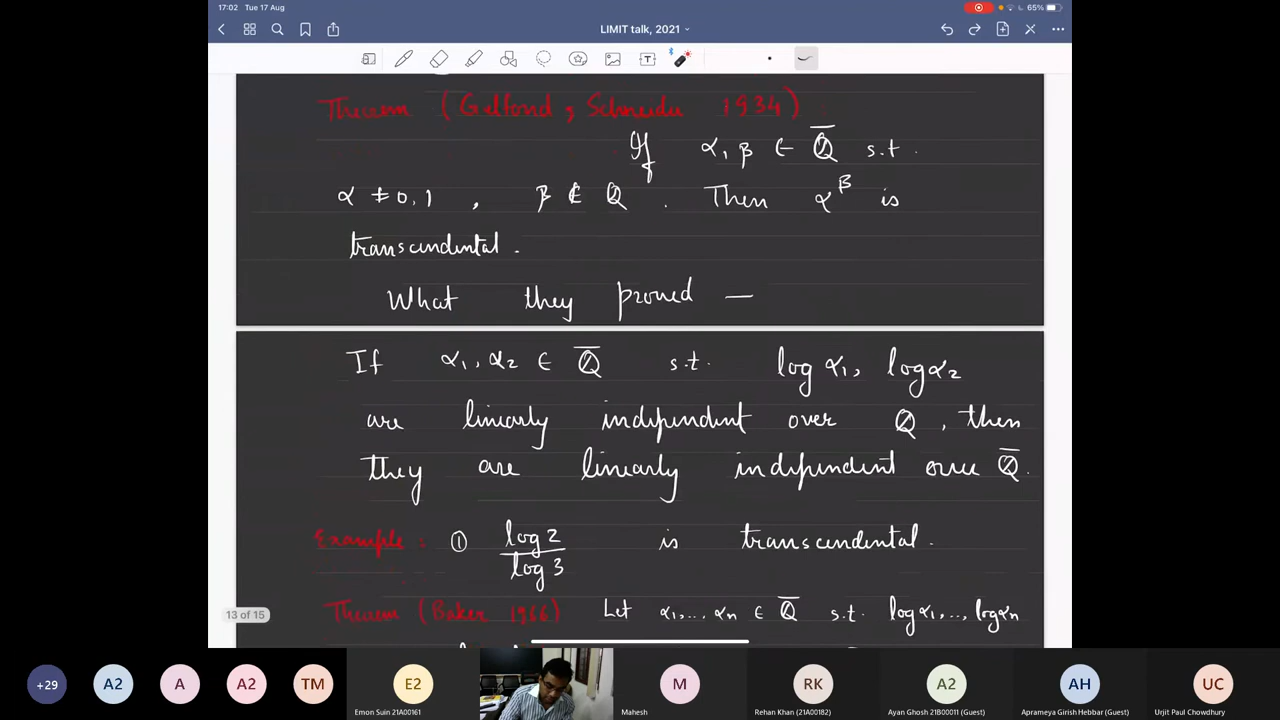 17:02 Tue 17 Aug
65%
LIMIT talk, 2021
Theorem (Gelfond, Schneider 1934)
If α, β ∈ Q̅ s.t.
α ≠ 0, 1 , β ∉ Q . Then α^β is
transcendental.
What they proved —
If α₁, α₂ ∈ Q̅ s.t. log α₁, log α₂
are linearly independent over Q, then
they are linearly independent over Q̅.
Example: ① log 2 / log 3 is transcendental.
13 of 15
Theorem (Baker 1966) Let α₁,..., αn ∈ Q̅ s.t. log α₁,.., log αn
+29 A2 A A2 TM E2 M RK A2 AH UC
Emon Suin 21A00161 Mahesh Rehan Khan (21A00182) Ayan Ghosh 21B00011 (Guest) Aprameya Girish Hebbar (Guest) Urjit Paul Chowdhury